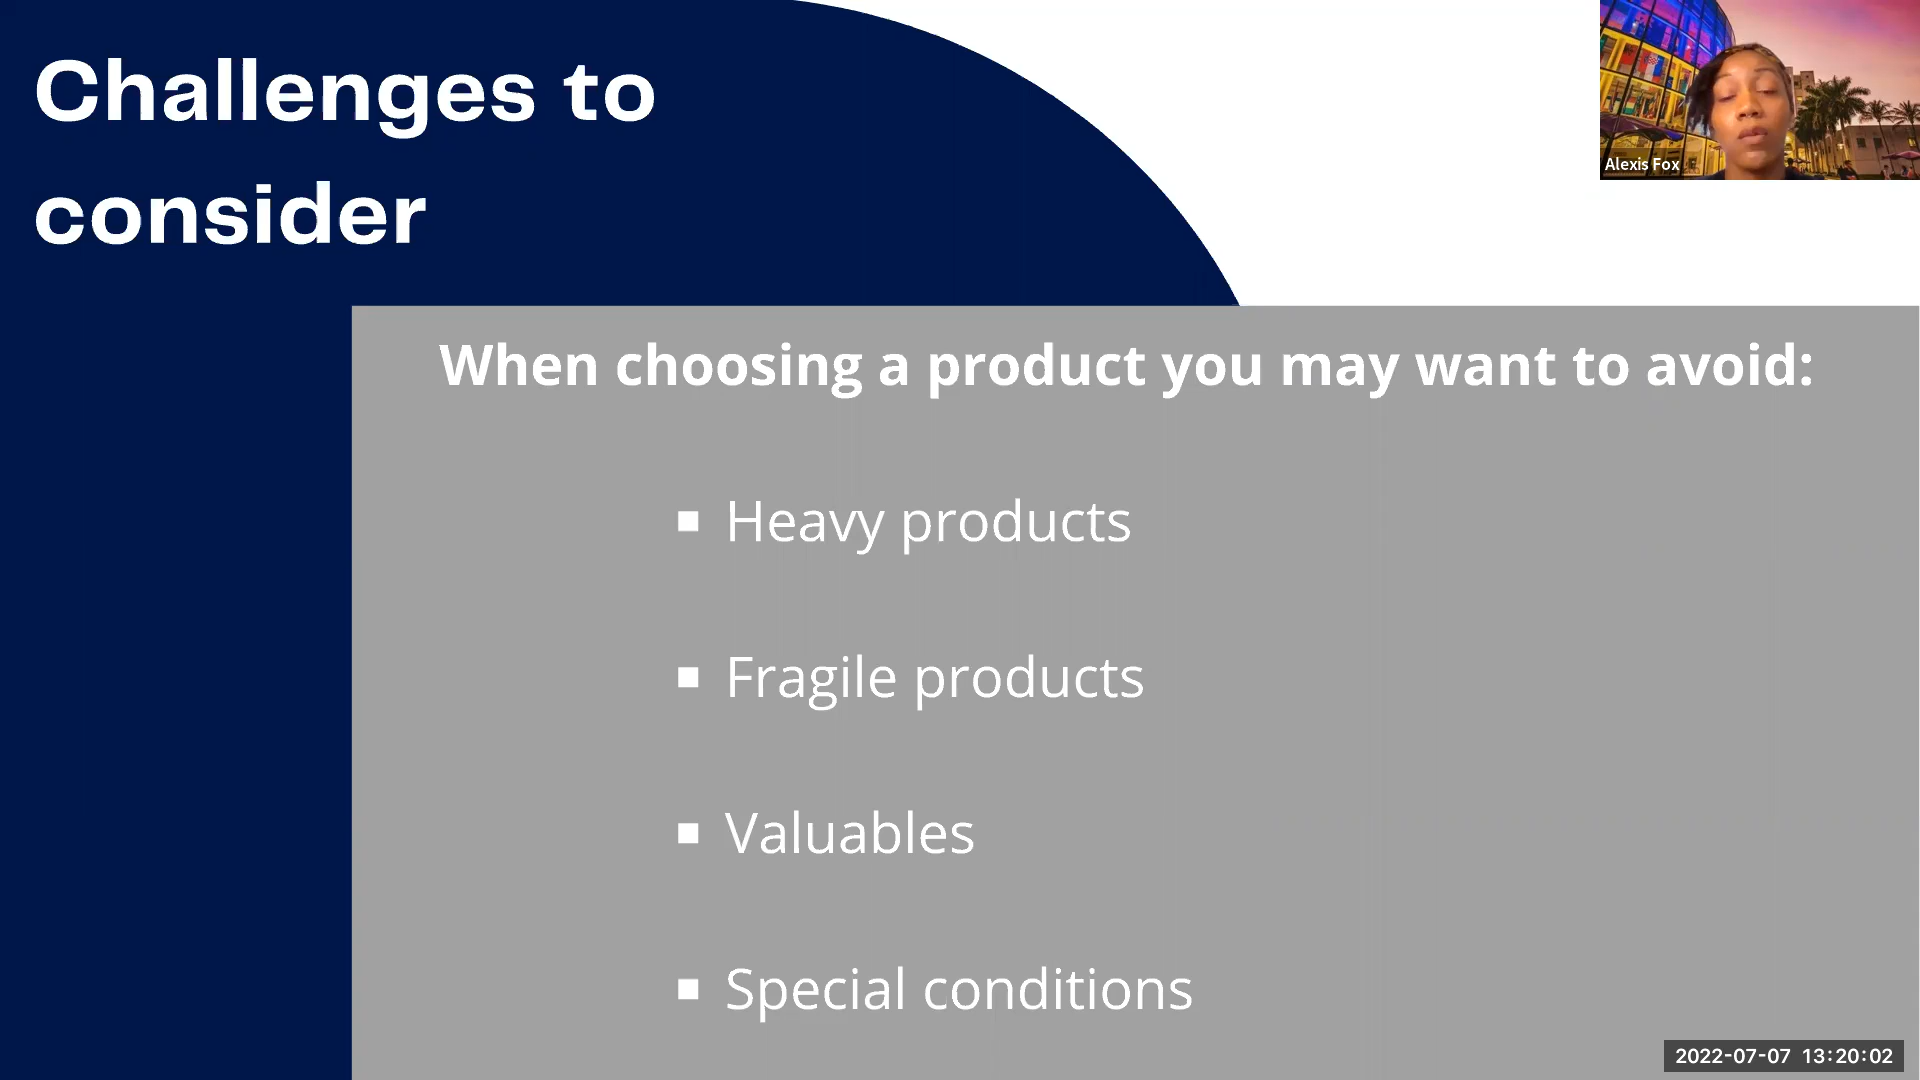 Challenges to
consider
Alexis Fox
When choosing a product you may want to avoid:
▪ Heavy products
▪ Fragile products
▪ Valuables
▪ Special conditions
2022-07-07 13:20:02